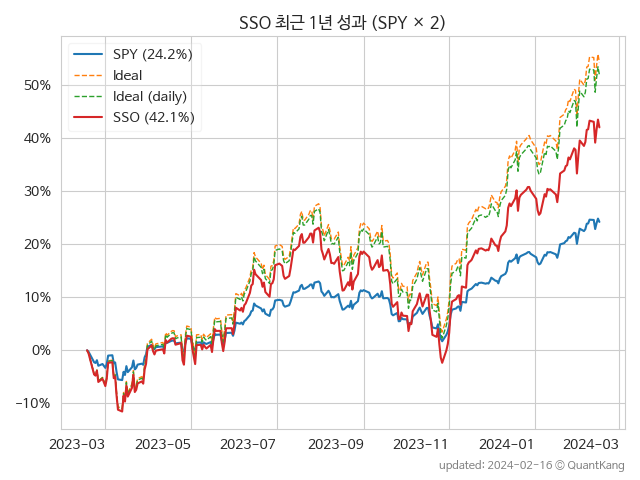 SSO 최근 1년 성과 (SPY × 2)
SPY (24.2%)
Ideal
Ideal (daily)
SSO (42.1%)
50%
40%
30%
20%
10%
0%
−10%
2023-03 2023-05 2023-07 2023-09 2023-11 2024-01 2024-03
updated: 2024-02-16 © QuantKang